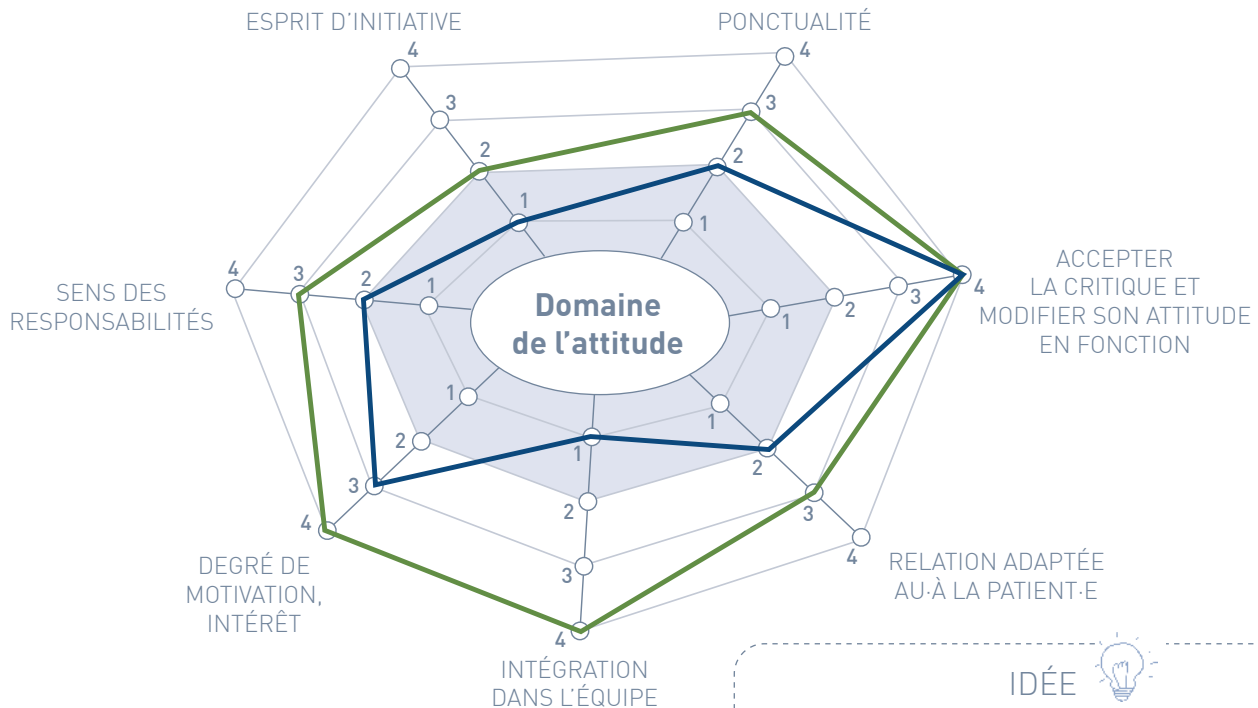 ESPRIT D'INITIATIVE
PONCTUALITÉ
4
4
3
3
2
2
1
1
Domaine
de l'attitude
ACCEPTER
LA CRITIQUE ET
MODIFIER SON ATTITUDE
EN FONCTION
1
2
3
4
SENS DES
RESPONSABILITÉS
4
3
2
1
1
2
3
4
DEGRÉ DE
MOTIVATION,
INTÉRÊT
1
2
3
4
INTÉGRATION
DANS L'ÉQUIPE
1
2
3
4
RELATION ADAPTÉE
AU·À LA PATIENT·E
IDÉE